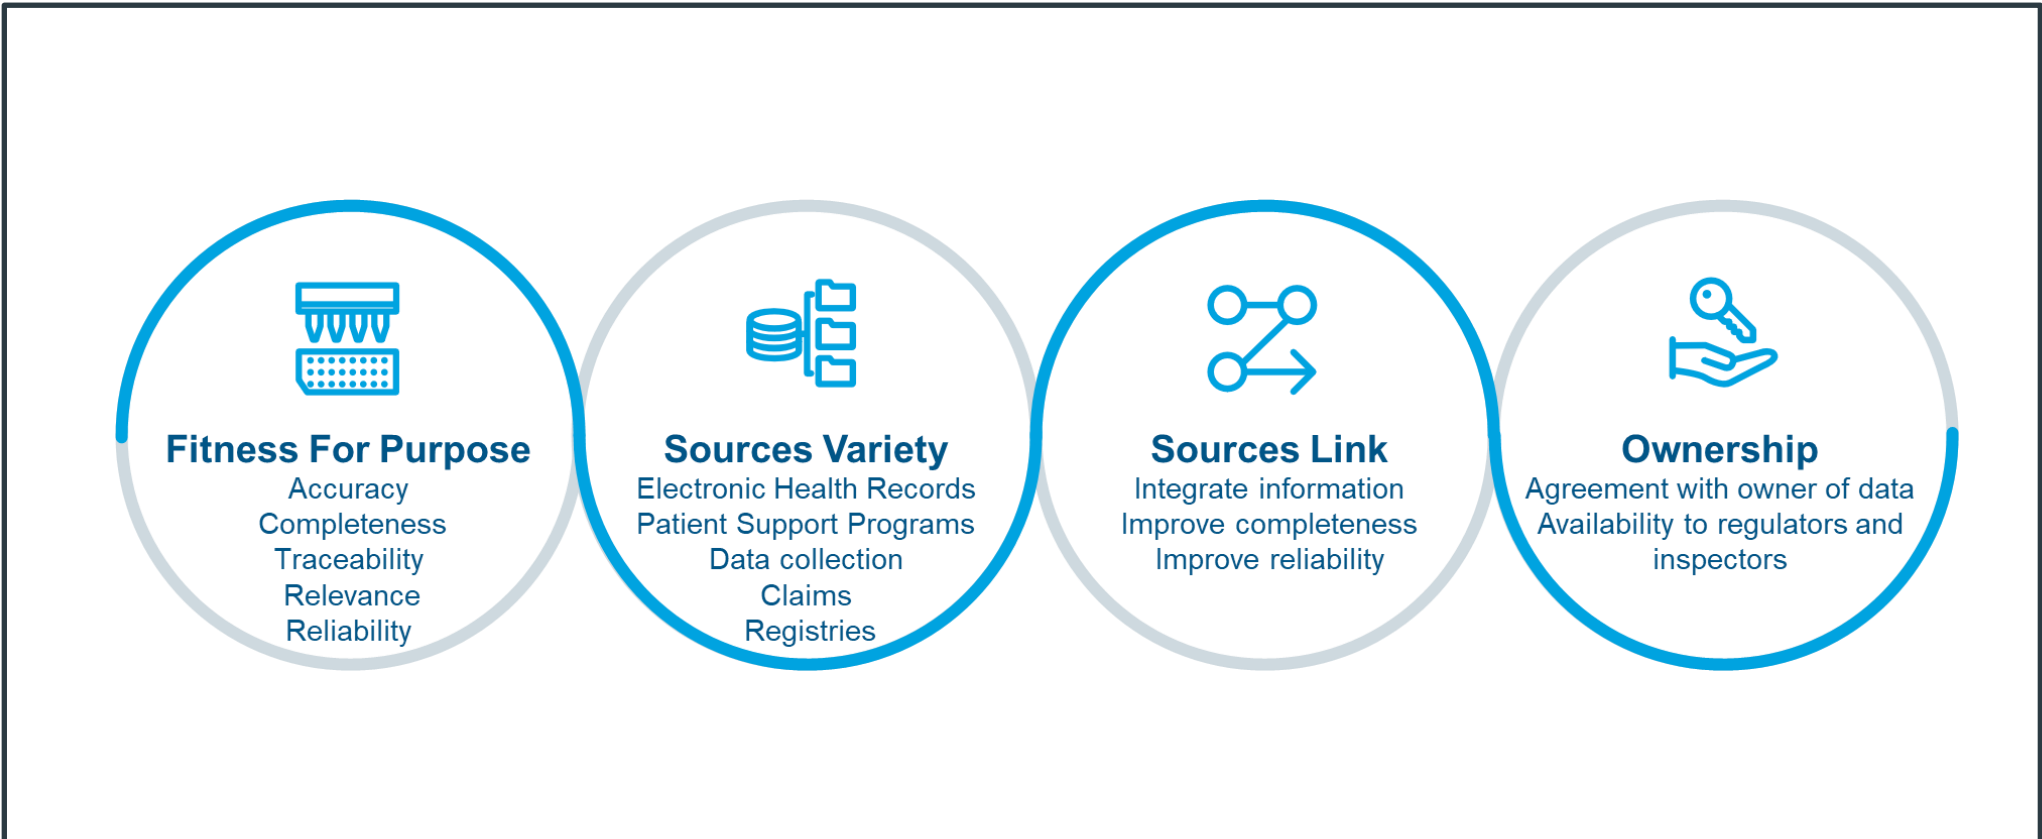 Fitness For Purpose
Accuracy
Completeness
Traceability
Relevance
Reliability
Sources Variety
Electronic Health Records
Patient Support Programs
Data collection
Claims
Registries
Sources Link
Integrate information
Improve completeness
Improve reliability
Ownership
Agreement with owner of data
Availability to regulators and
inspectors